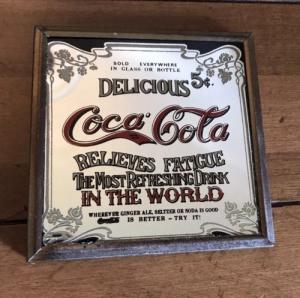 SOLD EVERYWHERE
IN GLASS OR BOTTLE
DELICIOUS 5¢.
Coca-Cola
RELIEVES FATIGUE
THE MOST REFRESHING DRINK
IN THE WORLD
WHEREVER GINGER ALE, SELTZER OR SODA IS GOOD
IS BETTER - TRY IT!